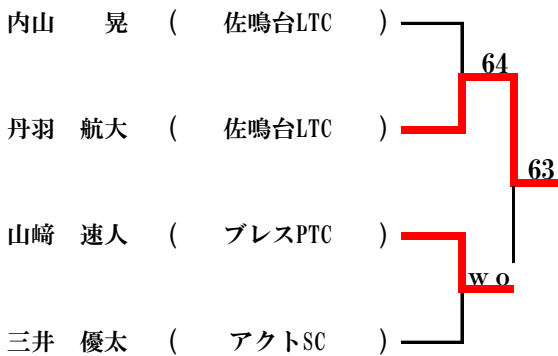 内山 晃 ( 佐鳴台LTC )
64
丹羽 航大 ( 佐鳴台LTC )
63
山﨑 速人 ( ブレスPTC )
w o
三井 優太 ( アクトSC )